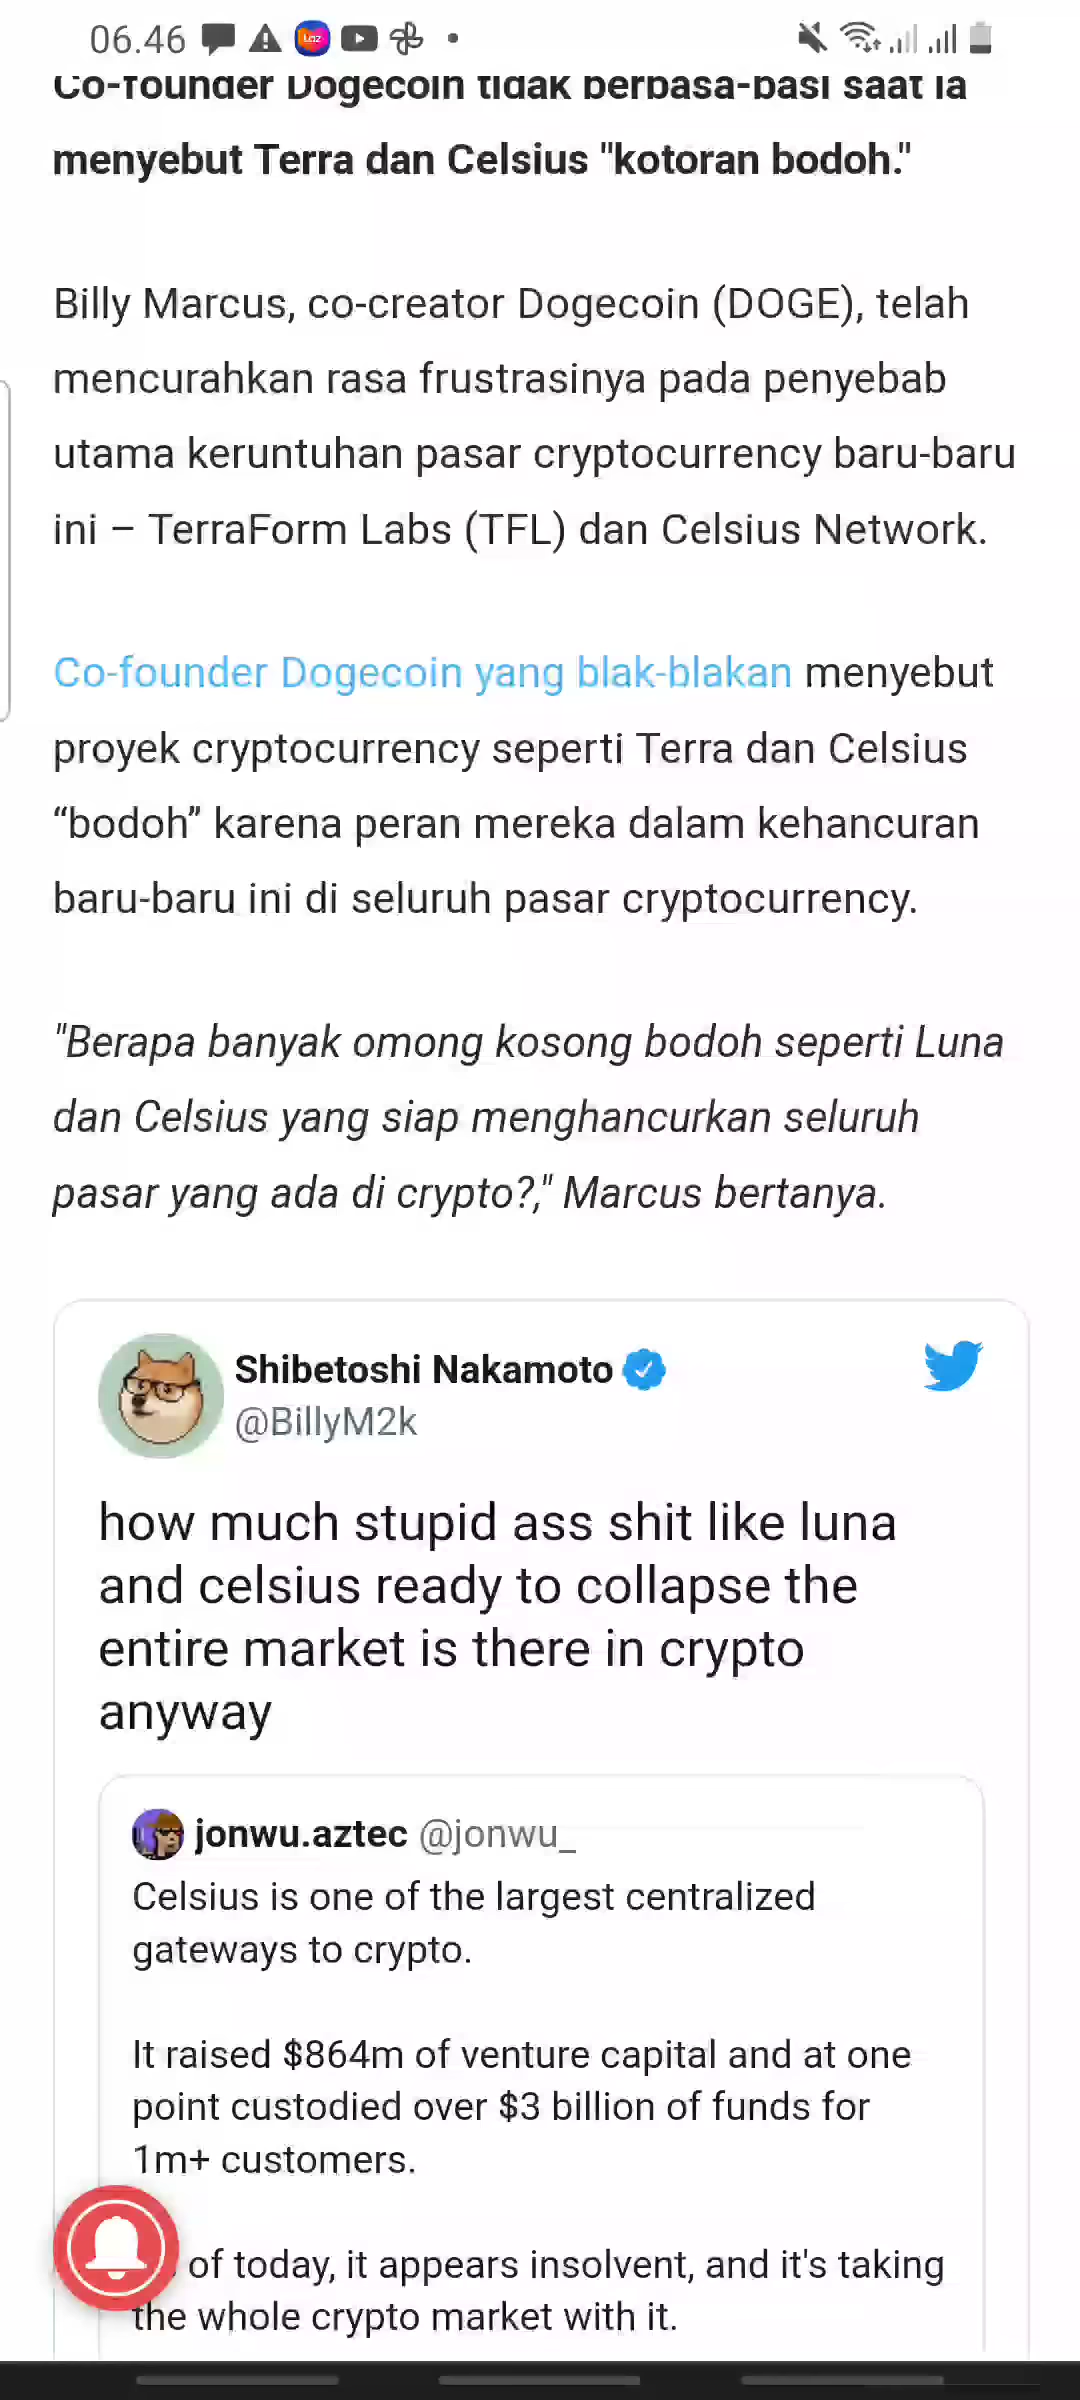 06.46
Co-founder Dogecoin tidak berbasa-basi saat ia
menyebut Terra dan Celsius "kotoran bodoh."
Billy Marcus, co-creator Dogecoin (DOGE), telah
mencurahkan rasa frustrasinya pada penyebab
utama keruntuhan pasar cryptocurrency baru-baru
ini – TerraForm Labs (TFL) dan Celsius Network.
Co-founder Dogecoin yang blak-blakan menyebut
proyek cryptocurrency seperti Terra dan Celsius
“bodoh” karena peran mereka dalam kehancuran
baru-baru ini di seluruh pasar cryptocurrency.
"Berapa banyak omong kosong bodoh seperti Luna
dan Celsius yang siap menghancurkan seluruh
pasar yang ada di crypto?," Marcus bertanya.
Shibetoshi Nakamoto
@BillyM2k
how much stupid ass shit like luna
and celsius ready to collapse the
entire market is there in crypto
anyway
jonwu.aztec @jonwu_
Celsius is one of the largest centralized
gateways to crypto.
It raised $864m of venture capital and at one
point custodied over $3 billion of funds for
1m+ customers.
of today, it appears insolvent, and it's taking
the whole crypto market with it.